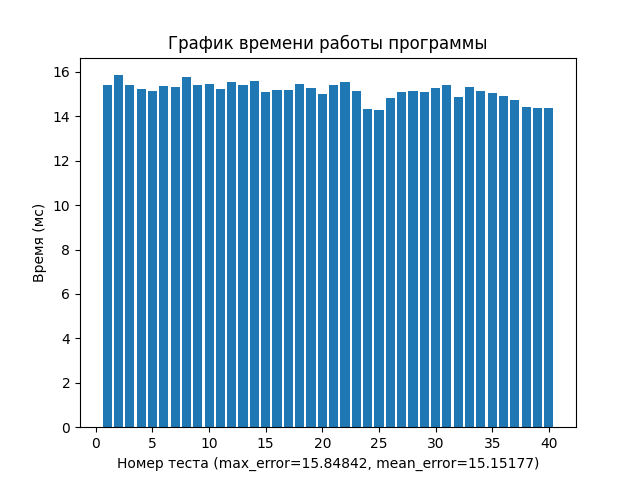 График времени работы программы
16
14
12
10
8
6
4
2
0
Время (мс)
0 5 10 15 20 25 30 35 40
Номер теста (max_error=15.84842, mean_error=15.15177)